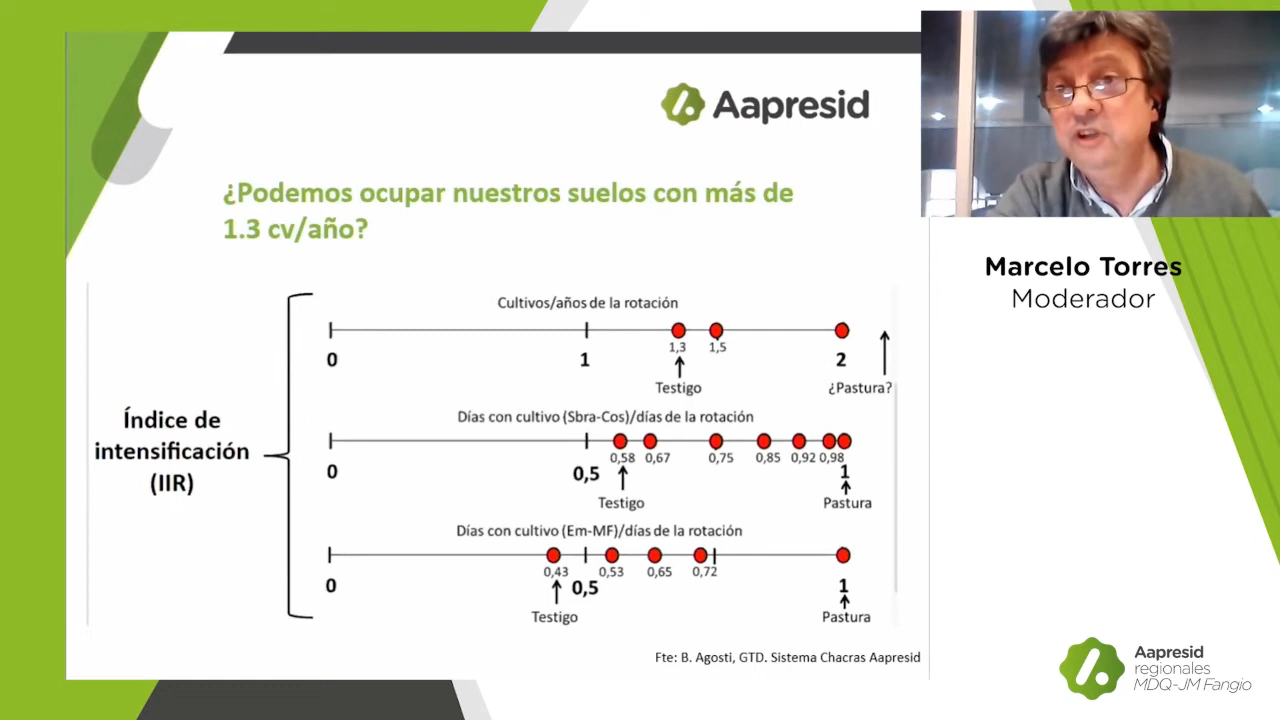 Aapresid
¿Podemos ocupar nuestros suelos con más de
1.3 cv/año?
Cultivos/años de la rotación
1,3
1,5
0
1
2
Testigo
¿Pastura?
Índice de
intensificación
(IIR)
Días con cultivo (Sbra-Cos)/días de la rotación
0,58
0,67
0,75
0,85
0,92
0,98
0
0,5
1
Testigo
Pastura
Días con cultivo (Em-MF)/días de la rotación
0,43
0,53
0,65
0,72
0
0,5
1
Testigo
Pastura
Fte: B. Agosti, GTD. Sistema Chacras Aapresid
Marcelo Torres
Moderador
Aapresid
regionales
MDQ-JM Fangio